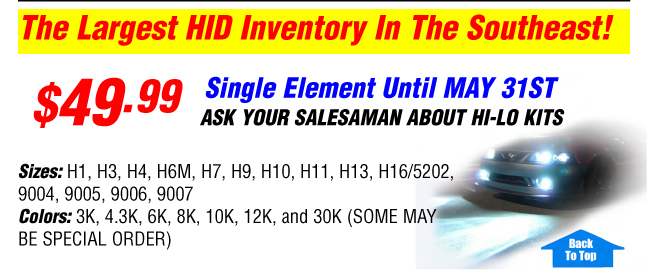 The Largest HID Inventory In The Southeast!
$49.99
Single Element Until MAY 31ST
ASK YOUR SALESAMAN ABOUT HI-LO KITS
Sizes: H1, H3, H4, H6M, H7, H9, H10, H11, H13, H16/5202,
9004, 9005, 9006, 9007
Colors: 3K, 4.3K, 6K, 8K, 10K, 12K, and 30K (SOME MAY
BE SPECIAL ORDER)
Back
To Top